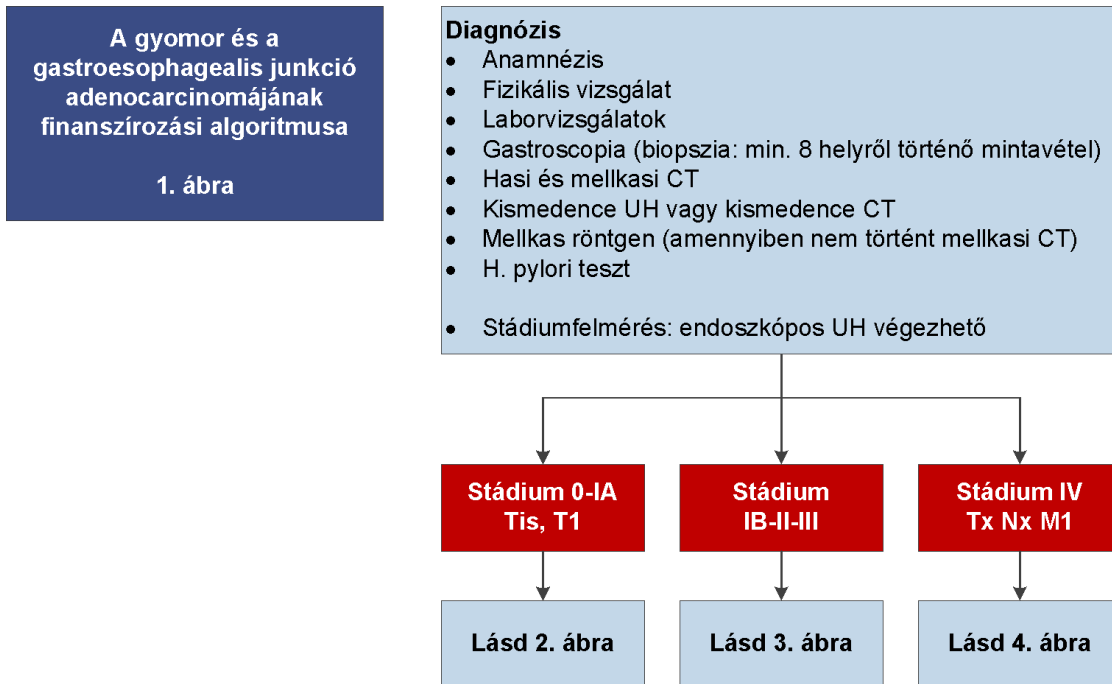 A gyomor és a
gastroesophagealis junkció
adenocarcinomájának
finanszírozási algoritmusa
1. ábra
Diagnózis
• Anamnézis
• Fizikális vizsgálat
• Laborvizsgálatok
• Gastroscopia (biopszia: min. 8 helyről történő mintavétel)
• Hasi és mellkasi CT
• Kismedence UH vagy kismedence CT
• Mellkas röntgen (amennyiben nem történt mellkasi CT)
• H. pylori teszt
• Stádiumfelmérés: endoszkópos UH végezhető
Stádium 0-IA
Tis, T1
Stádium
IB-II-III
Stádium IV
Tx Nx M1
Lásd 2. ábra
Lásd 3. ábra
Lásd 4. ábra